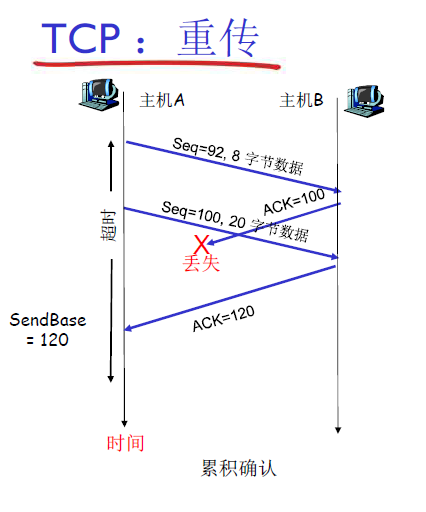 TCP：重传
主机A
主机B
Seq=92, 8 字节数据
ACK=100
Seq=100, 20 字节数据
X
丢失
超时
ACK=120
SendBase
= 120
时间
累积确认